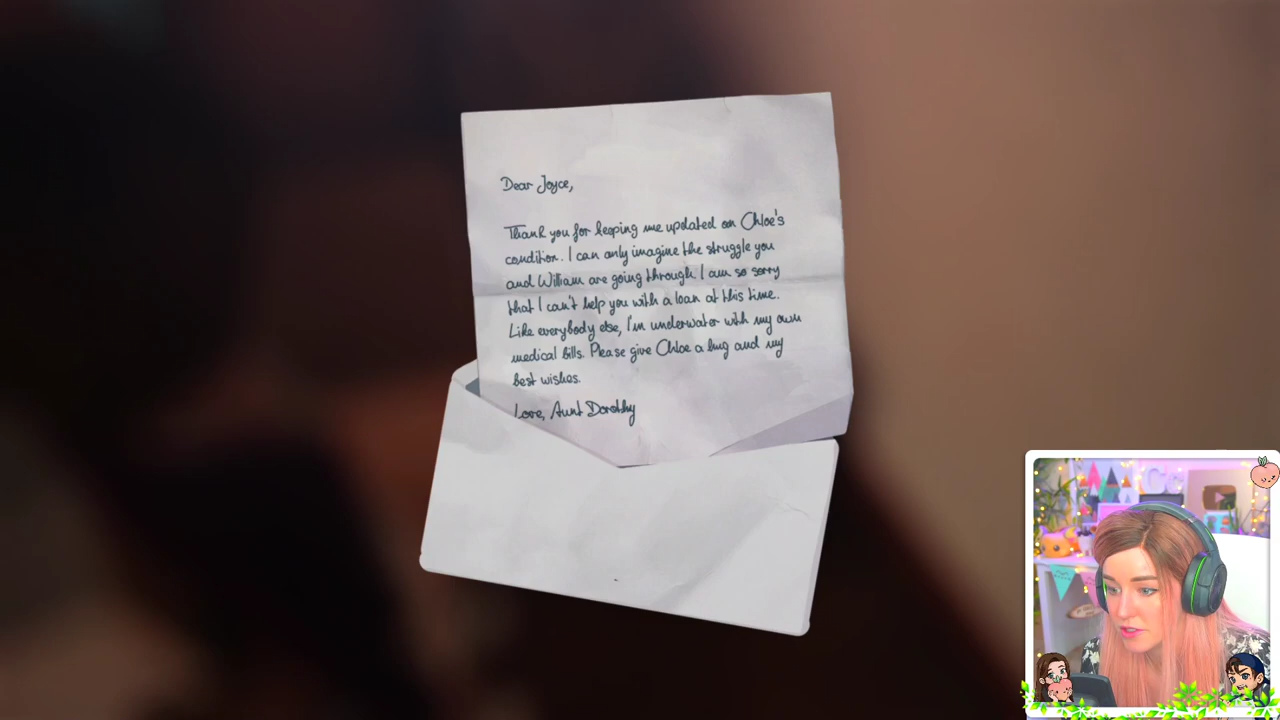 Dear Joyce,
Thank you for keeping me updated on Chloe's
condition. I can only imagine the struggle you
and William are going through. I am so sorry
that I can't help you with a loan at this time.
Like everybody else, I'm underwater with my own
medical bills. Please give Chloe a hug and my
best wishes.
Love, Aunt Dorothy